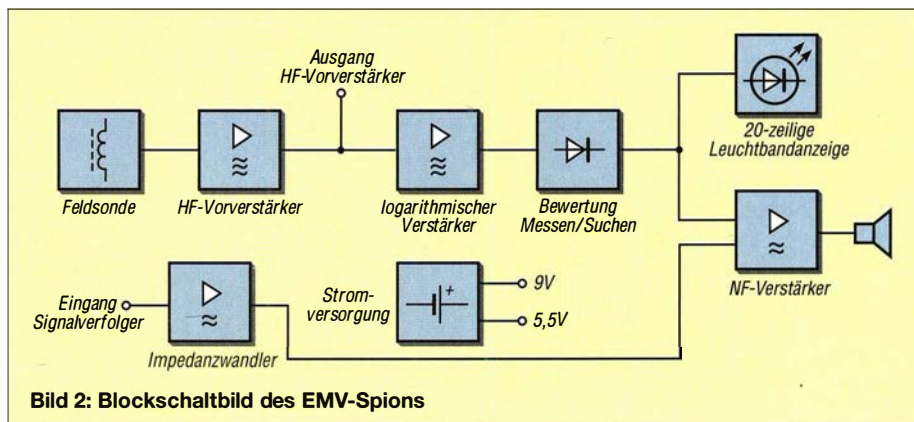 Ausgang
HF-Vorverstärker
Feldsonde
HF-Vorverstärker
logarithmischer
Verstärker
Bewertung
Messen/Suchen
20-zeilige
Leuchtbandanzeige
NF-Verstärker
Eingang
Signalverfolger
Impedanzwandler
Strom-
versorgung
+
9V
5,5V
Bild 2: Blockschaltbild des EMV-Spions